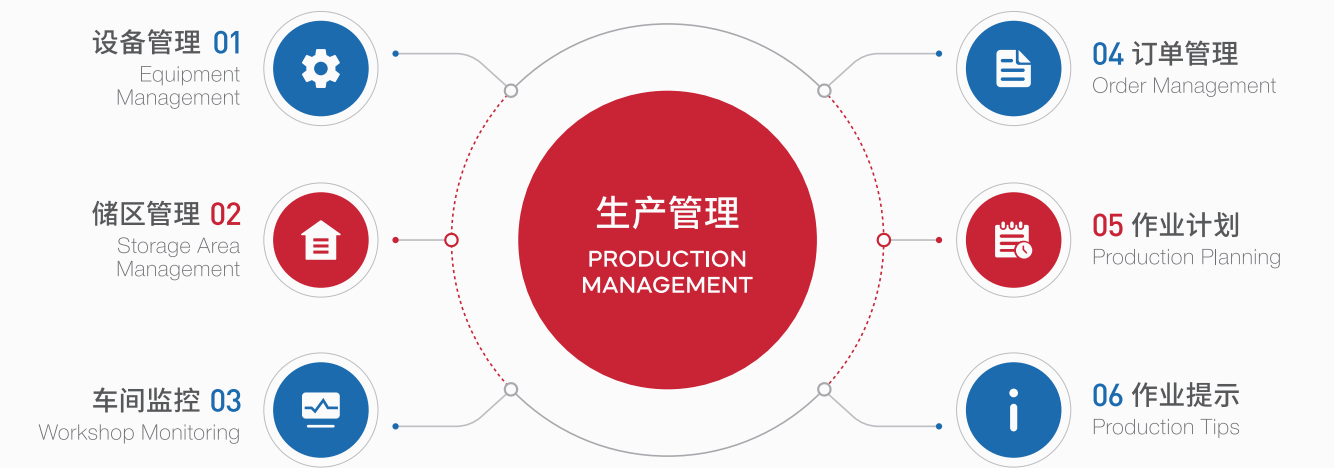 设备管理 01
Equipment
Management
储区管理 02
Storage Area
Management
车间监控 03
Workshop Monitoring
生产管理
PRODUCTION
MANAGEMENT
04 订单管理
Order Management
05 作业计划
Production Planning
06 作业提示
Production Tips